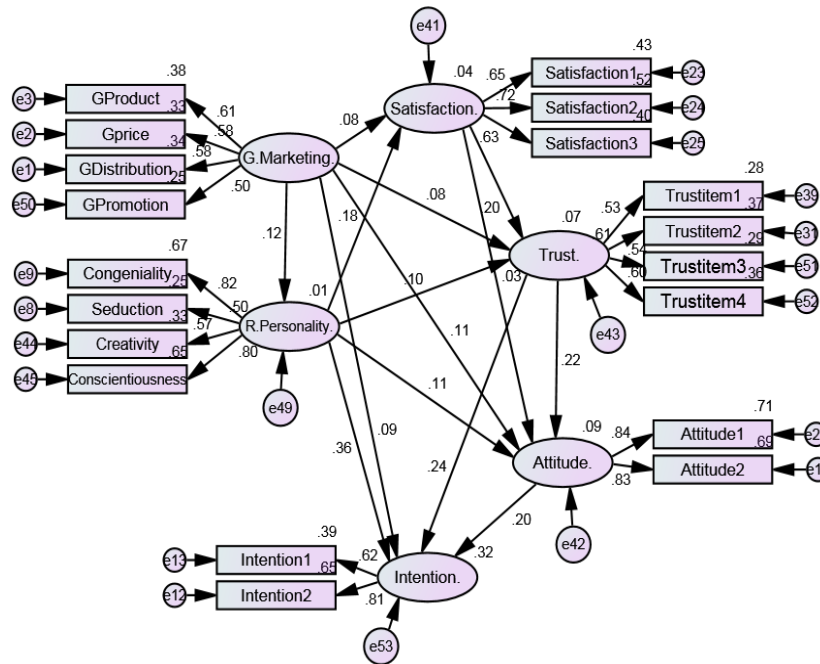 e41
.43
.38
.04
.65
Satisfaction1
.52
e23
e3
GProduct
.33
.61
Satisfaction.
.72
Satisfaction2
.40
e24
e2
Gprice
.34
.58
.08
.63
Satisfaction3
e25
G.Marketing.
e1
GDistribution
.25
.58
.28
e50
GPromotion
.50
.18
.08
.20
.53
Trustitem1
.37
e39
.07
.61
Trustitem2
.29
e31
.67
.12
Trust.
.54
Trustitem3
.36
e51
e9
Congeniality
.25
.82
.01
.10
.03
.60
Trustitem4
e52
e8
Seduction
.33
.50
R.Personality.
.11
e43
e44
Creativity
.65
.57
.22
e45
Conscientiousness
.80
.11
e49
.71
.09
.09
.84
Attitude1
.69
e2
.36
.24
Attitude.
.83
Attitude2
e1
.20
e42
.39
.32
e13
Intention1
.65
.62
Intention.
e12
Intention2
.81
e53